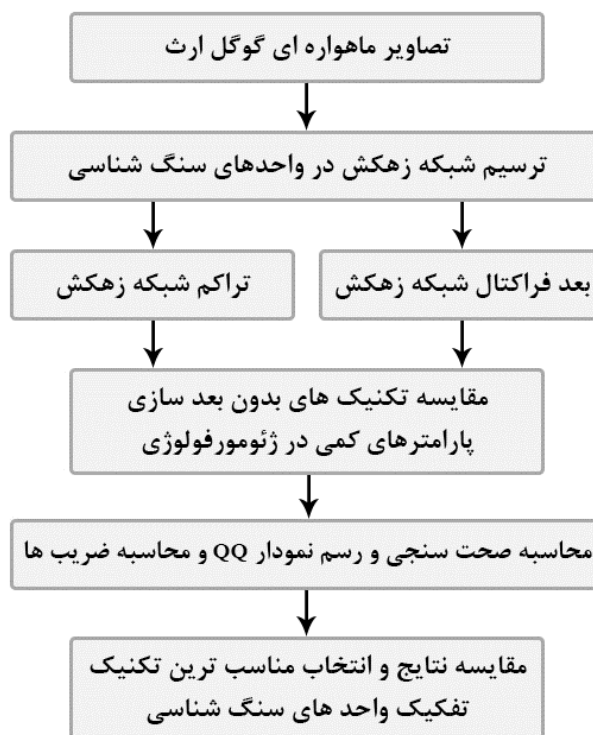 تصاویر ماهواره ای گوگل ارث
ترسیم شبکه زهکش در واحدهای سنگ شناسی
بعد فراکتال شبکه زهکش
تراکم شبکه زهکش
مقایسه تکنیک های بدون بعد سازی
پارامترهای کمی در ژئومورفولوژی
محاسبه صحت سنجی و رسم نمودار QQ و محاسبه ضریب ها
مقایسه نتایج و انتخاب مناسب ترین تکنیک
تفکیک واحد های سنگ شناسی